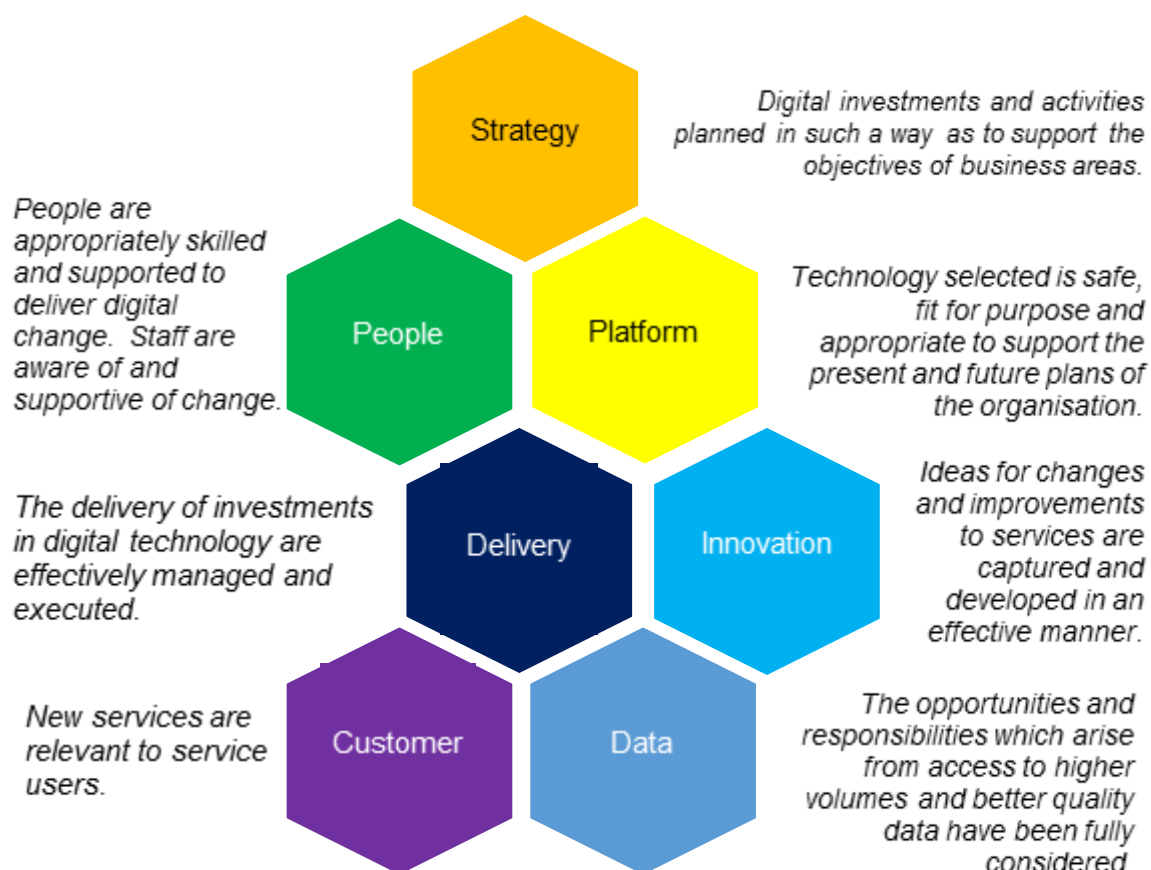 Strategy
Digital investments and activities
planned in such a way as to support the
objectives of business areas.
People are
appropriately skilled
and supported to
deliver digital
change. Staff are
aware of and
supportive of change.
People
Platform
Technology selected is safe,
fit for purpose and
appropriate to support the
present and future plans of
the organisation.
The delivery of investments
in digital technology are
effectively managed and
executed.
Delivery
Innovation
Ideas for changes
and improvements
to services are
captured and
developed in an
effective manner.
New services are
relevant to service
users.
Customer
Data
The opportunities and
responsibilities which arise
from access to higher
volumes and better quality
data have been fully
considered.